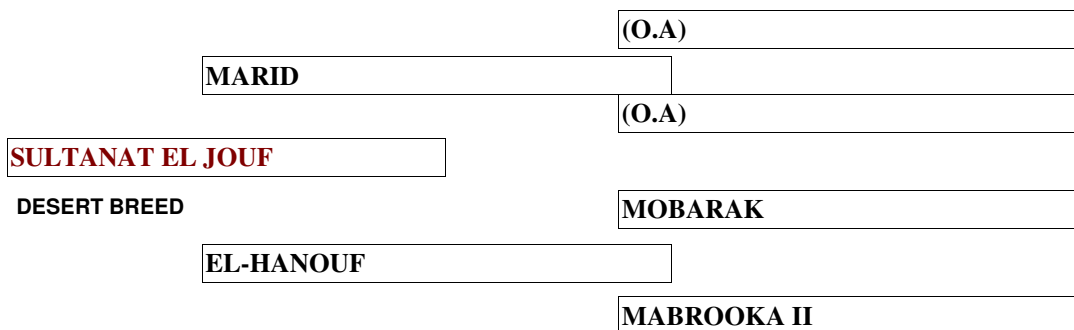 (O.A)
MARID
(O.A)
SULTANAT EL JOUF
DESERT BREED
MOBARAK
EL-HANOUF
MABROOKA II